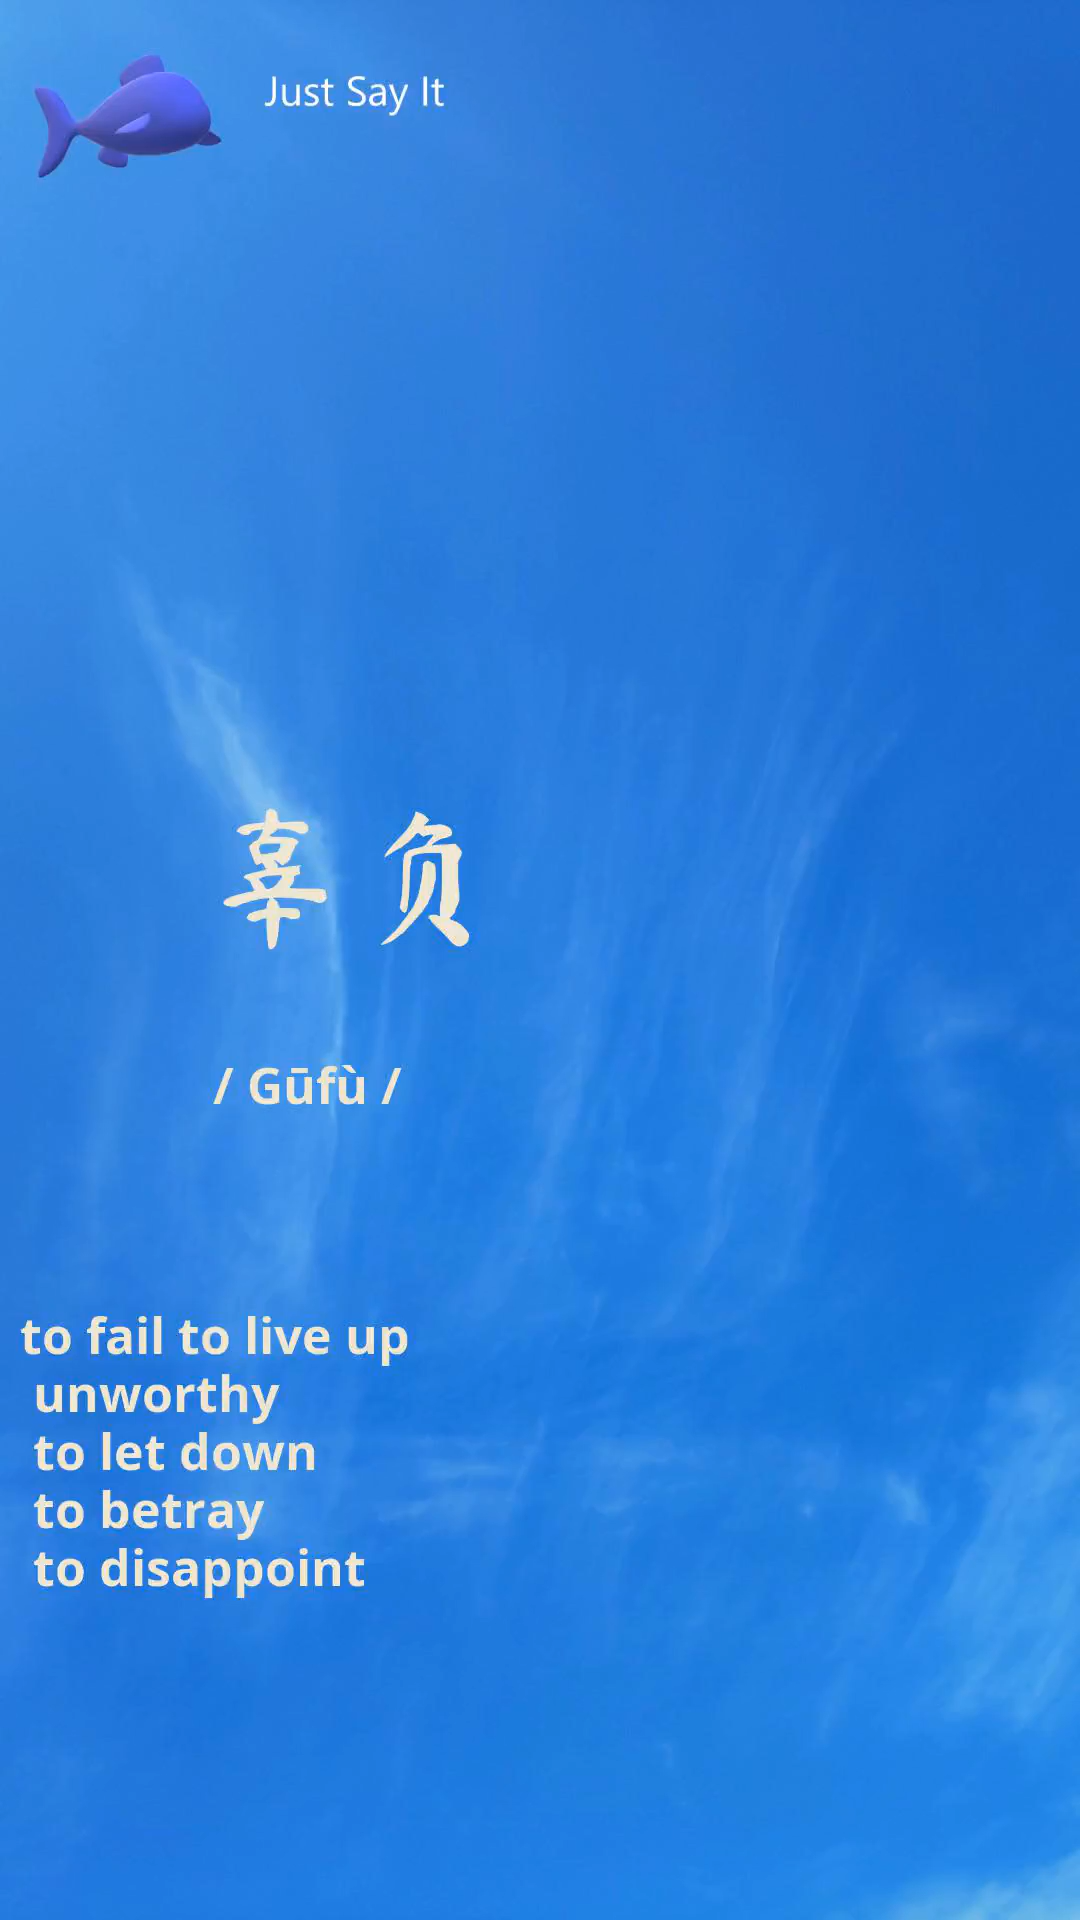 Just Say It
辜负
/ Gūfù /
to fail to live up
unworthy
to let down
to betray
to disappoint